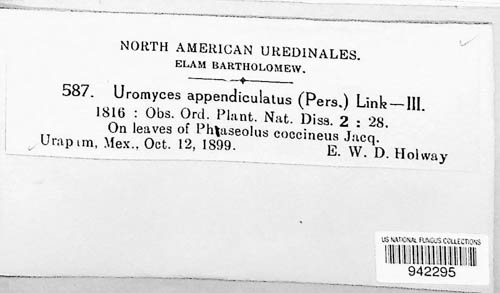 NORTH AMERICAN UREDINALES.
ELAM BARTHOLOMEW.
587. Uromyces appendiculatus (Pers.) Link—III.
1816 : Obs. Ord. Plant. Nat. Diss. 2 : 28.
On leaves of Phaseolus coccineus Jacq.
Urapim, Mex., Oct. 12, 1899. E. W. D. Holway
US NATIONAL FUNGUS COLLECTIONS
942295